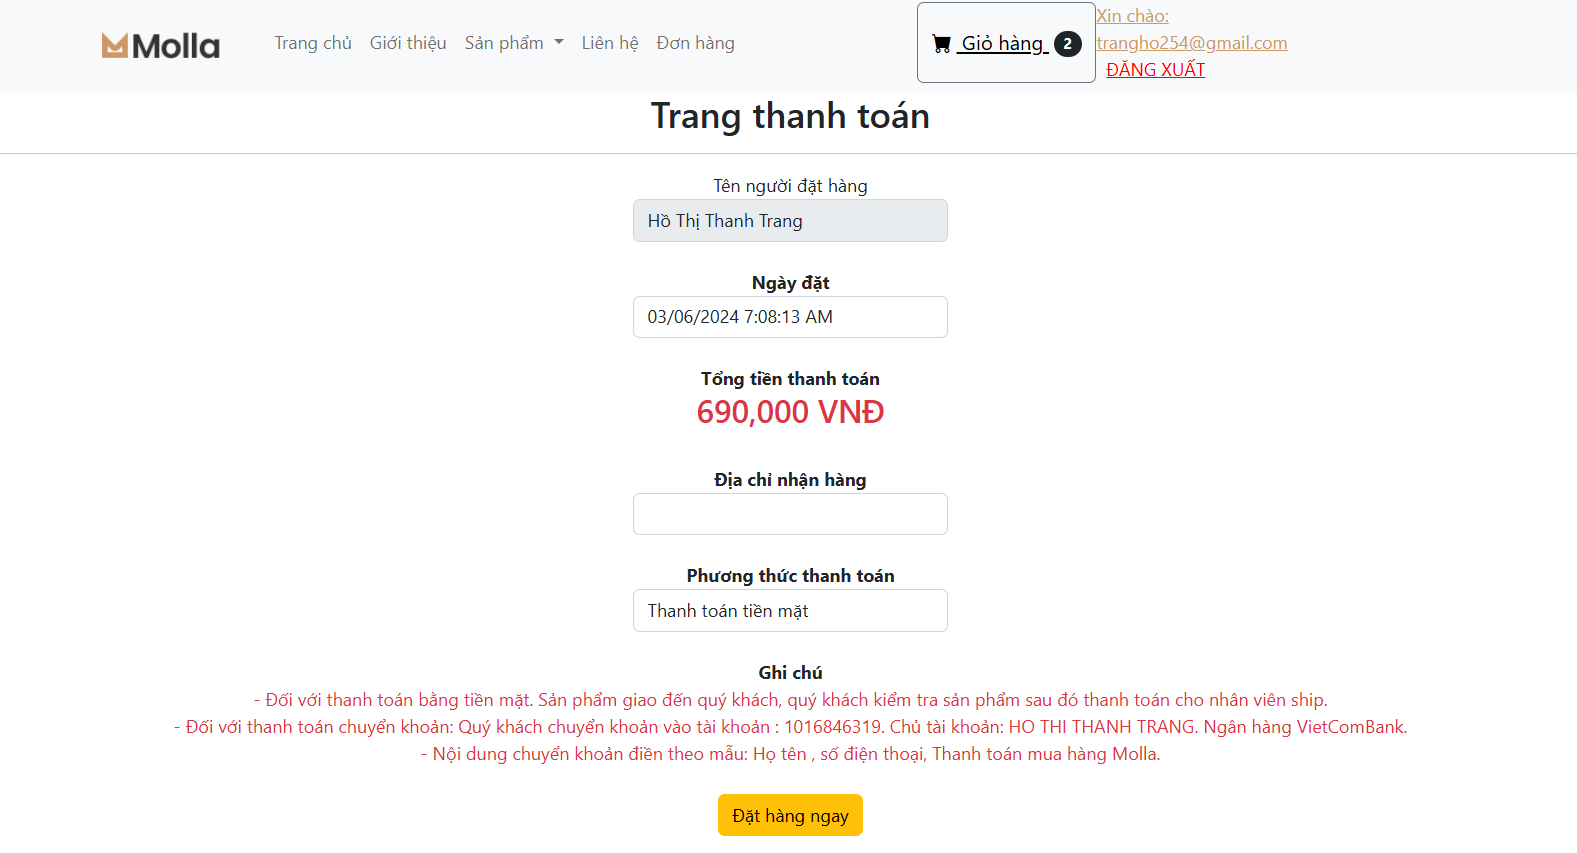 Molla
Trang chủ Giới thiệu Sản phẩm Liên hệ Đơn hàng
Giỏ hàng 2
Xin chào:
trangho254@gmail.com
ĐĂNG XUẤT
Trang thanh toán
Tên người đặt hàng
Hồ Thị Thanh Trang
Ngày đặt
03/06/2024 7:08:13 AM
Tổng tiền thanh toán
690,000 VNĐ
Địa chỉ nhận hàng
Phương thức thanh toán
Thanh toán tiền mặt
Ghi chú
- Đối với thanh toán bằng tiền mặt. Sản phẩm giao đến quý khách, quý khách kiểm tra sản phẩm sau đó thanh toán cho nhân viên ship.
- Đối với thanh toán chuyển khoản: Quý khách chuyển khoản vào tài khoản : 1016846319. Chủ tài khoản: HO THI THANH TRANG. Ngân hàng VietComBank.
- Nội dung chuyển khoản điền theo mẫu: Họ tên , số điện thoại, Thanh toán mua hàng Molla.
Đặt hàng ngay